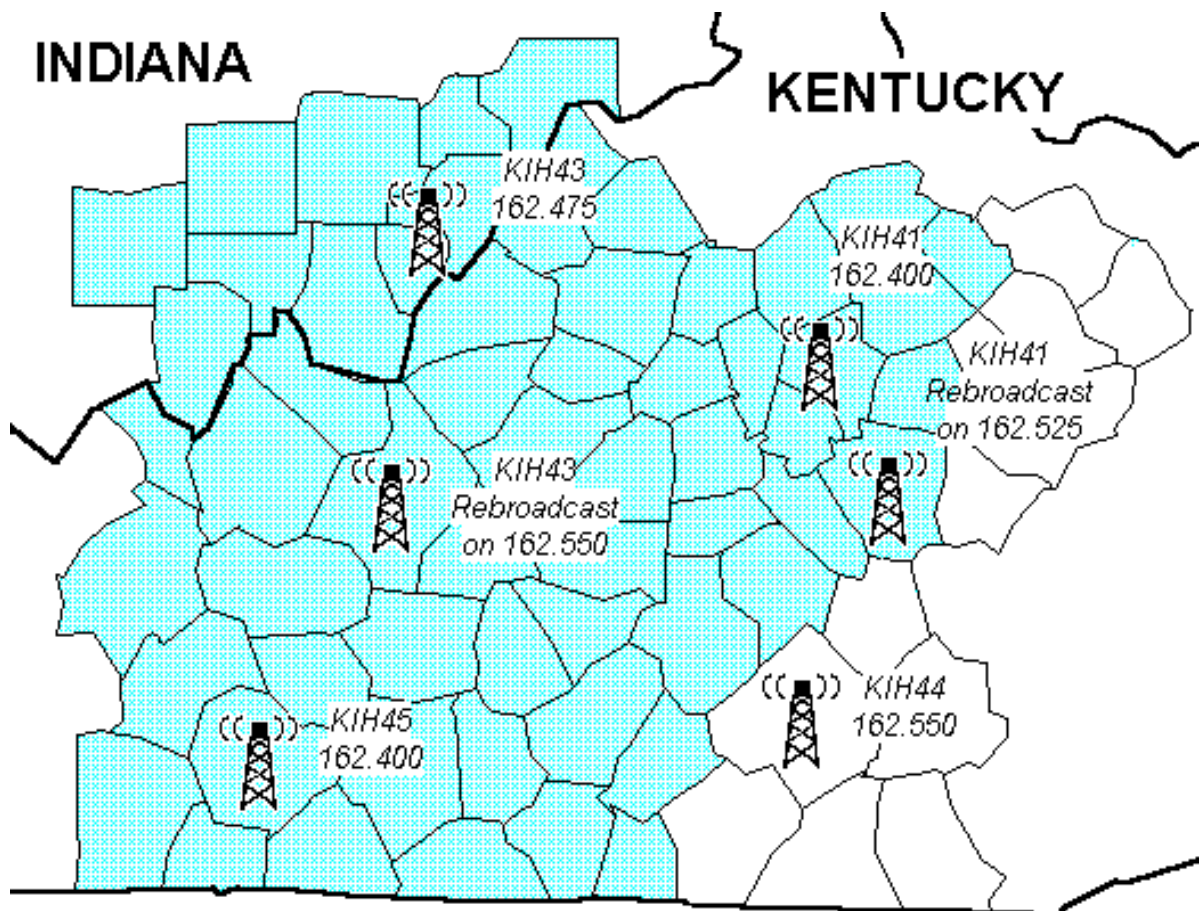 INDIANA
KENTUCKY
KIH43
162.475
KIH41
162.400
KIH41
Rebroadcast
on 162.525
KIH43
Rebroadcast
on 162.550
KIH44
162.550
KIH45
162.400